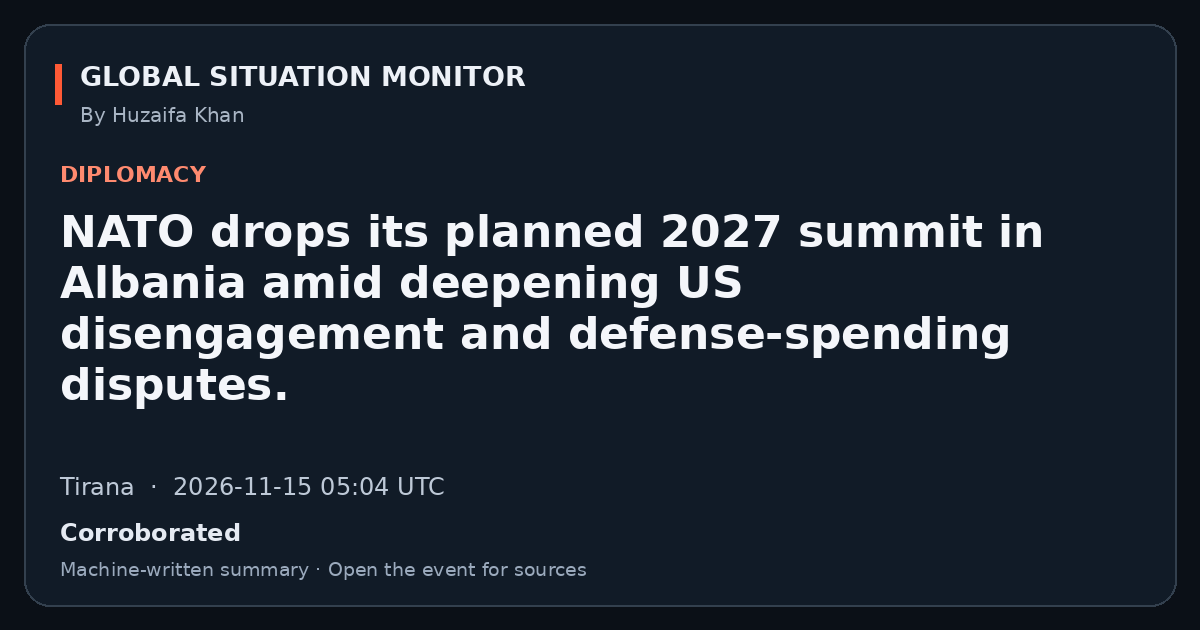 GLOBAL SITUATION MONITOR
By Huzaifa Khan
DIPLOMACY
NATO drops its planned 2027 summit in
Albania amid deepening US
disengagement and defense-spending
disputes.
Tirana · 2026-11-15 05:04 UTC
Corroborated
Machine-written summary · Open the event for sources